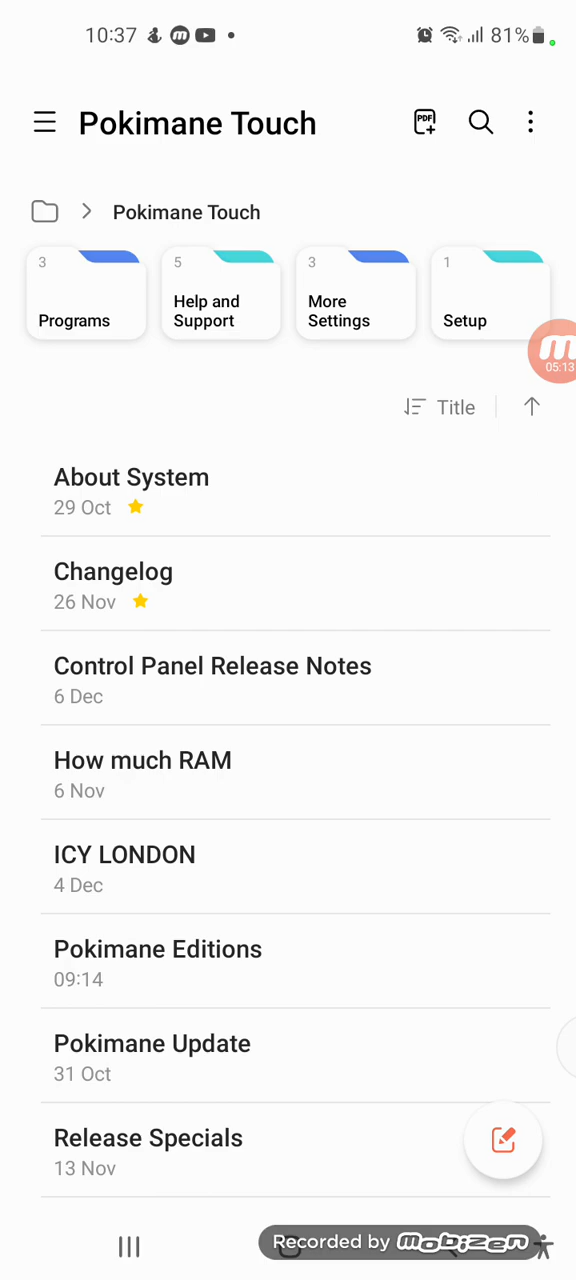 10:37 81%
Pokimane Touch
PDF
Pokimane Touch
3 5 3 1
Programs
Help and
Support
More
Settings
Setup
05:13
Title
About System
29 Oct
Changelog
26 Nov
Control Panel Release Notes
6 Dec
How much RAM
6 Nov
ICY LONDON
4 Dec
Pokimane Editions
09:14
Pokimane Update
31 Oct
Release Specials
13 Nov
Recorded by mobizen